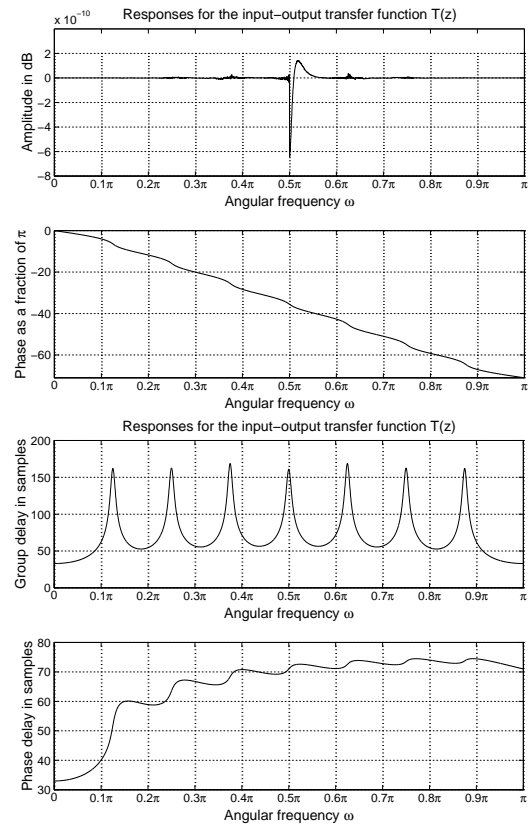 Responses for the input−output transfer function T(z)
x 10⁻¹⁰
Amplitude in dB
2
0
−2
−4
−6
−8
0 0.1π 0.2π 0.3π 0.4π 0.5π 0.6π 0.7π 0.8π 0.9π π
Angular frequency ω
Phase as a fraction of π
0
−20
−40
−60
0 0.1π 0.2π 0.3π 0.4π 0.5π 0.6π 0.7π 0.8π 0.9π π
Angular frequency ω
Responses for the input−output transfer function T(z)
Group delay in samples
200
150
100
50
0
0 0.1π 0.2π 0.3π 0.4π 0.5π 0.6π 0.7π 0.8π 0.9π π
Angular frequency ω
Phase delay in samples
80
70
60
50
40
30
0 0.1π 0.2π 0.3π 0.4π 0.5π 0.6π 0.7π 0.8π 0.9π π
Angular frequency ω